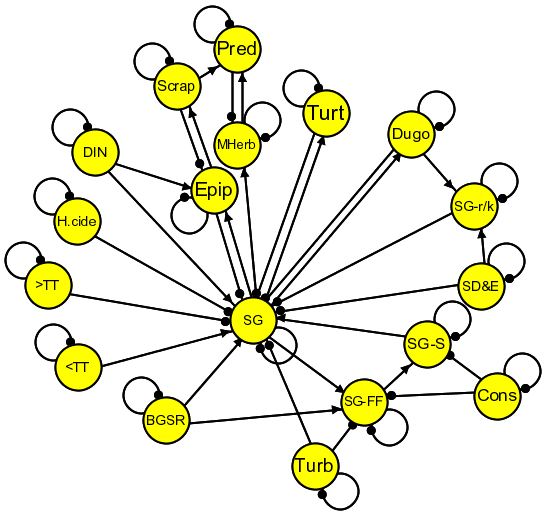 Pred
Scrap
Turt
Dugo
MHerb
DIN
Epip
SG-r/k
H.cide
>TT
SD&E
SG
SG-S
<TT
Cons
SG-FF
BGSR
Turb